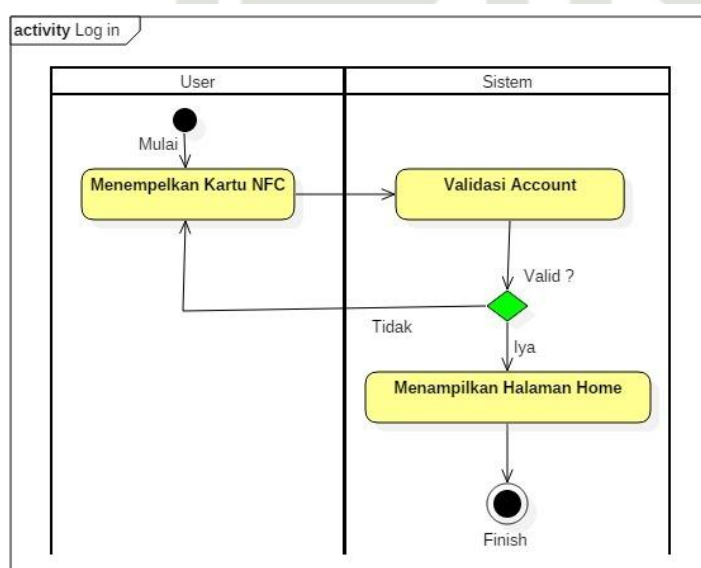 activity Log in
User
Sistem
Mulai
Menempelkan Kartu NFC
Validasi Account
Valid ?
Tidak
Iya
Menampilkan Halaman Home
Finish